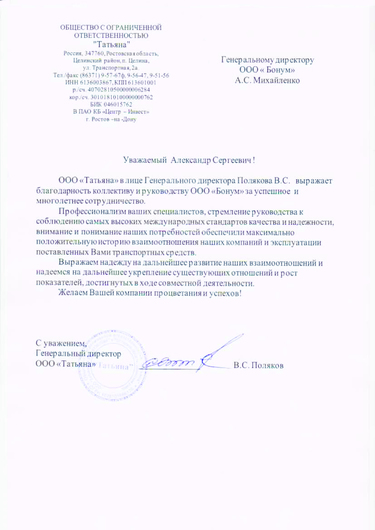 ОБЩЕСТВО С ОГРАНИЧЕННОЙ
ОТВЕТСТВЕННОСТЬЮ
"Татьяна"
Россия, 347760, Ростовская область,
Целинский район, п. Целина,
ул. Транспортная, 2а.
Тел./факс (86371) 9-57-67ф, 9-56-47, 9-51-56
ИНН 6136003667, КПП 613601001
р./сч. 40702810500000006264
кор./сч. 30101810100000000762
БИК 046015762
В ПАО КБ «Центр – Инвест»
г. Ростов -на -Дону
Генеральному директору
ООО « Бонум»
А.С. Михайленко
Уважаемый Александр Сергеевич!
ООО «Татьяна» в лице Генерального директора Полякова В.С. выражает
благодарность коллективу и руководству ООО «Бонум» за успешное и
многолетнее сотрудничество.
Профессионализм ваших специалистов, стремление руководства к
соблюдению самых высоких международных стандартов качества и надежности,
внимание и понимание наших потребностей обеспечили максимально
положительную историю взаимоотношения наших компаний и эксплуатации
поставленных Вами транспортных средств.
Выражаем надежду на дальнейшее развитие наших взаимоотношений и
надеемся на дальнейшее укрепление существующих отношений и рост
показателей, достигнутых в ходе совместной деятельности.
Желаем Вашей компании процветания и успехов!
С уважением,
Генеральный директор
ООО «Татьяна»
В.С. Поляков